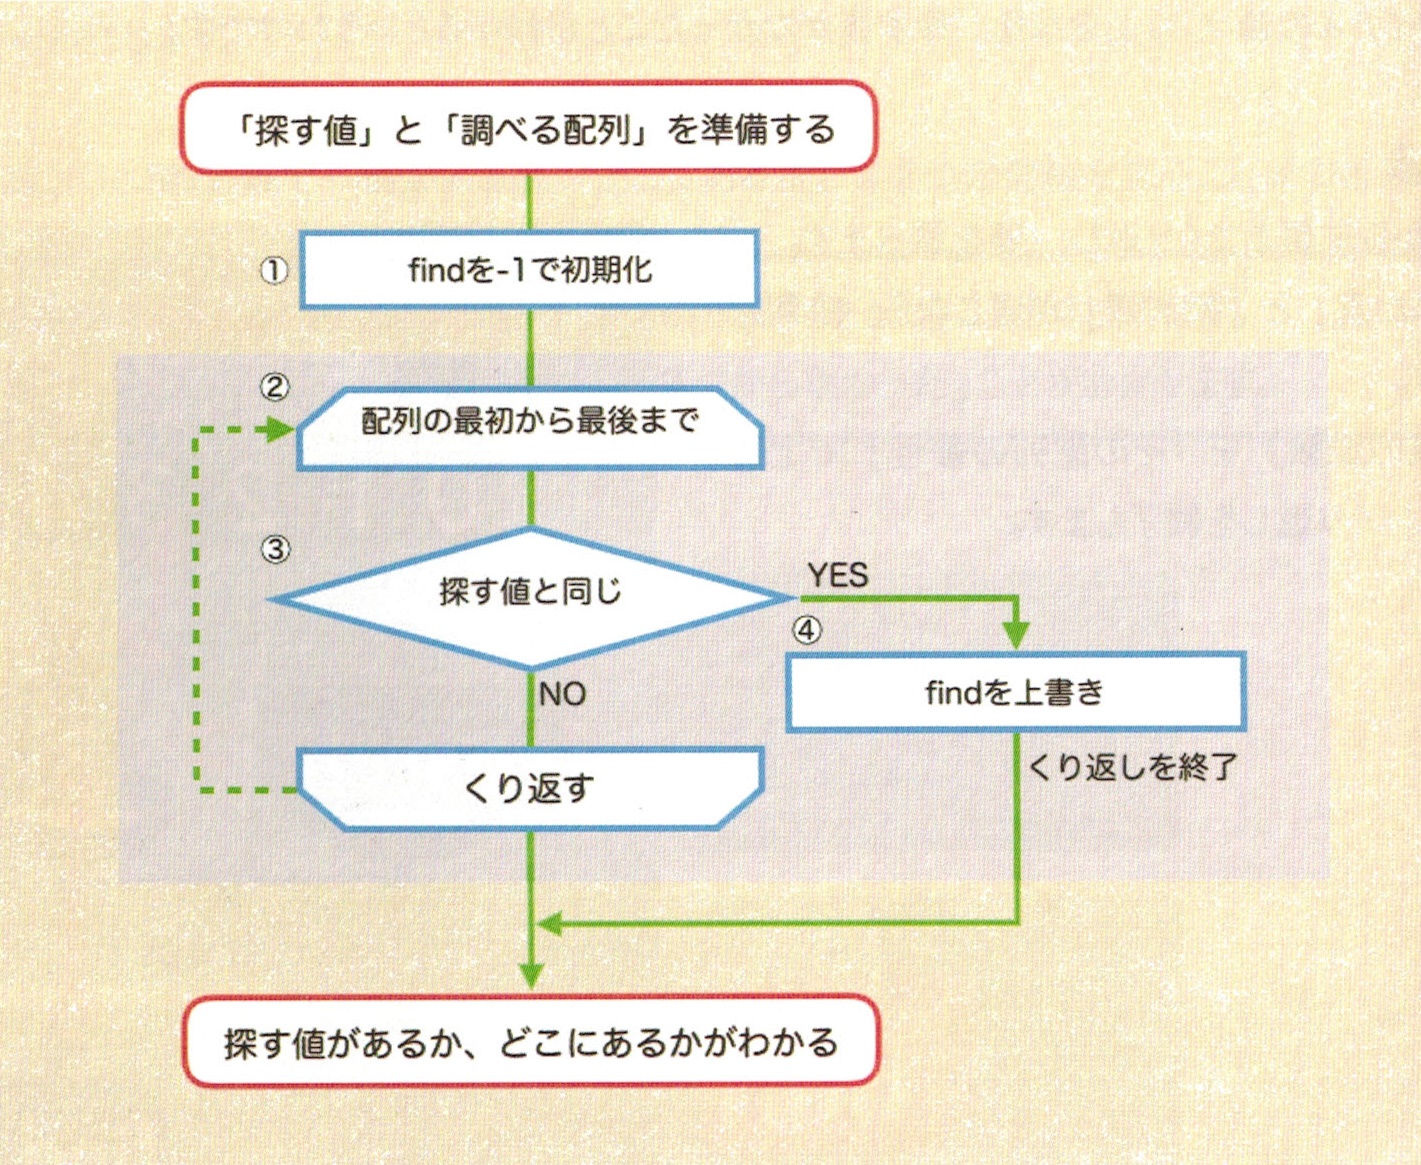 「探す値」と「調べる配列」を準備する
①
findを-1で初期化
②
配列の最初から最後まで
③
探す値と同じ
YES
④
findを上書き
NO
くり返しを終了
くり返す
探す値があるか、どこにあるかがわかる